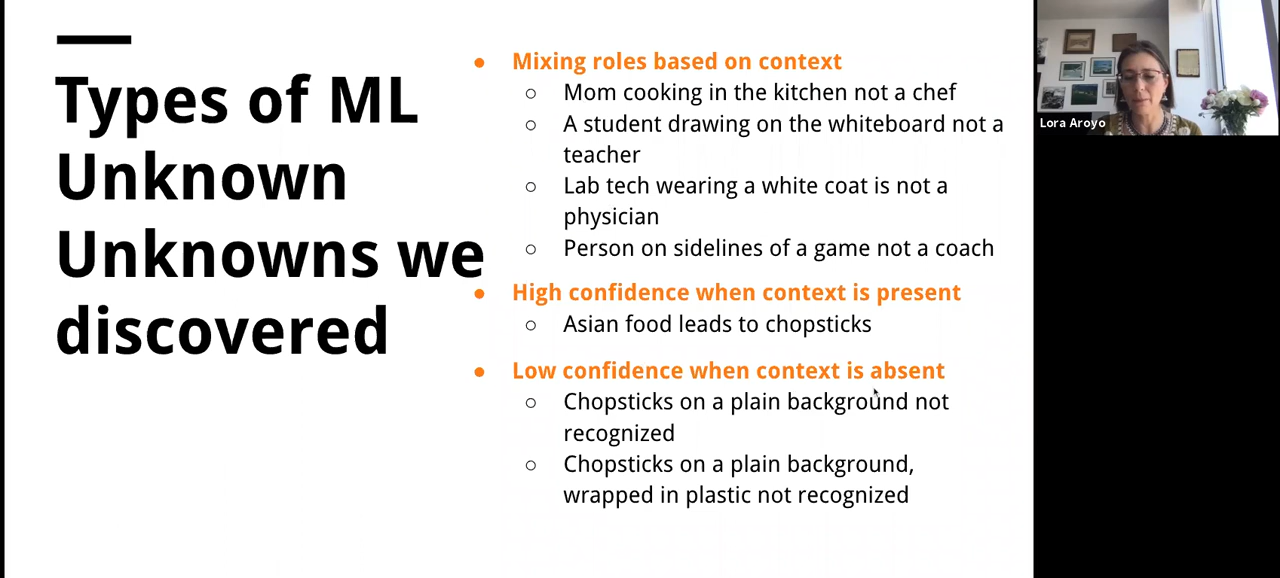 Types of ML
Unknown
Unknowns we
discovered
● Mixing roles based on context
○ Mom cooking in the kitchen not a chef
○ A student drawing on the whiteboard not a
teacher
○ Lab tech wearing a white coat is not a
physician
○ Person on sidelines of a game not a coach
● High confidence when context is present
○ Asian food leads to chopsticks
● Low confidence when context is absent
○ Chopsticks on a plain background not
recognized
○ Chopsticks on a plain background,
wrapped in plastic not recognized
Lora Aroyo